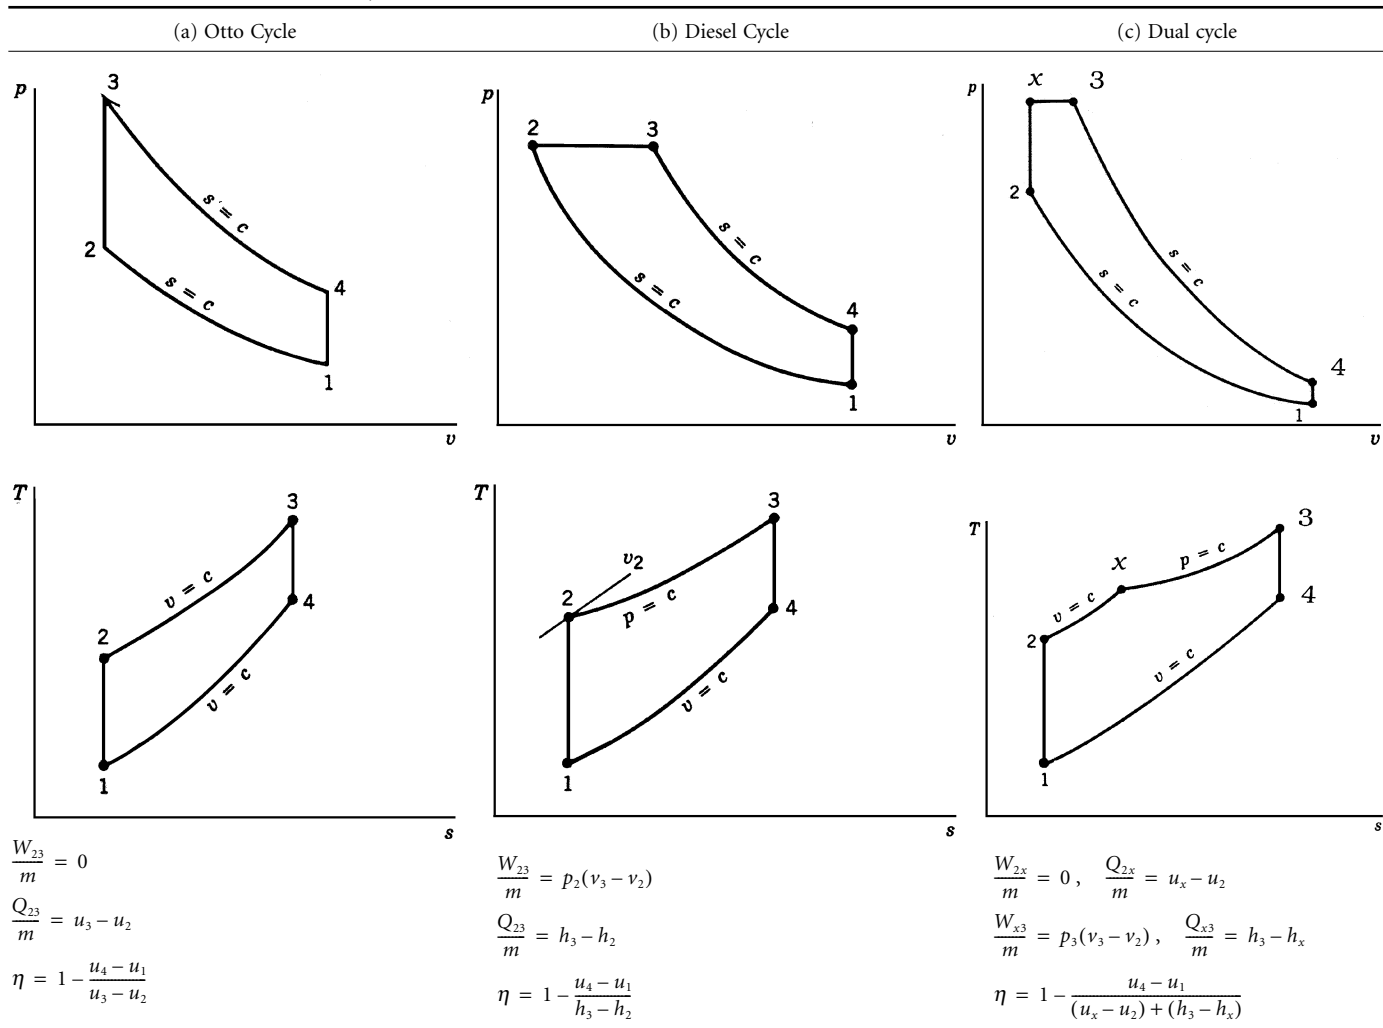 (a) Otto Cycle
(b) Diesel Cycle
(c) Dual cycle
p
3
2
s = c
s = c
4
1
v
p
2
3
s = c
s = c
4
1
v
p
x
3
2
s = c
s = c
4
1
v
T
3
v = c
4
2
v = c
1
s
T
3
v2
2
p = c
4
v = c
1
s
T
3
p = c
x
v = c
4
2
v = c
1
s
W23/m = 0
Q23/m = u3 – u2
η = 1 – (u4 – u1)/(u3 – u2)
W23/m = p2(v3 – v2)
Q23/m = h3 – h2
η = 1 – (u4 – u1)/(h3 – h2)
W2x/m = 0 , Q2x/m = ux – u2
Wx3/m = p3(v3 – v2) , Qx3/m = h3 – hx
η = 1 – (u4 – u1)/((ux – u2) + (h3 – hx))